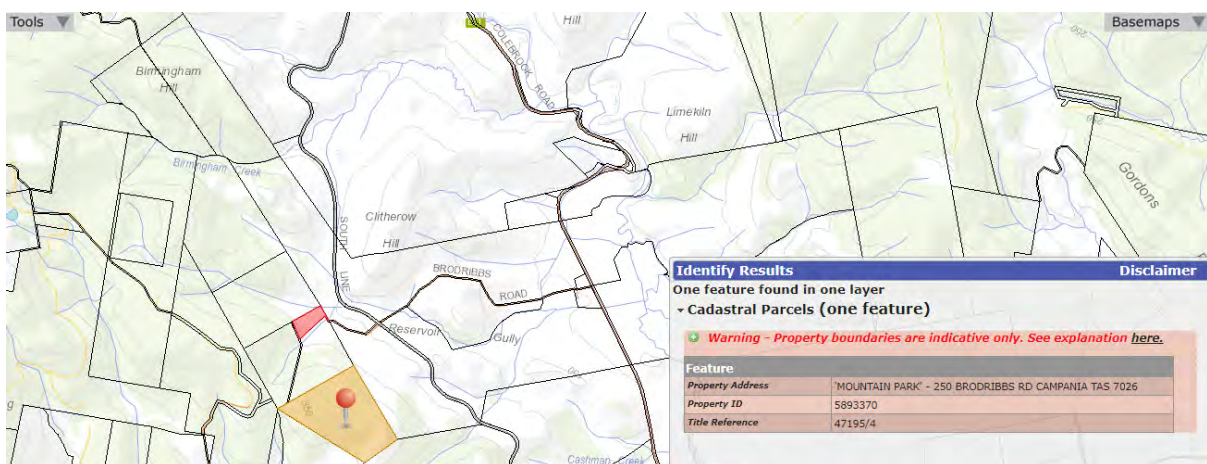 Tools
Basemaps
Hill
COLEBROOK
ROAD
Birmingham
Hill
Limekiln
Hill
200
200
Birmingham Creek
Gordons
Clitherow
Hill
SOUTH
LINE
BRODRIBBS
ROAD
Reservoir
Gully
Cashman Creek
Identify Results Disclaimer
One feature found in one layer
Cadastral Parcels (one feature)
Warning - Property boundaries are indicative only. See explanation here.
Feature
Property Address 'MOUNTAIN PARK' - 250 BRODRIBBS RD CAMPANIA TAS 7026
Property ID 5893370
Title Reference 47195/4